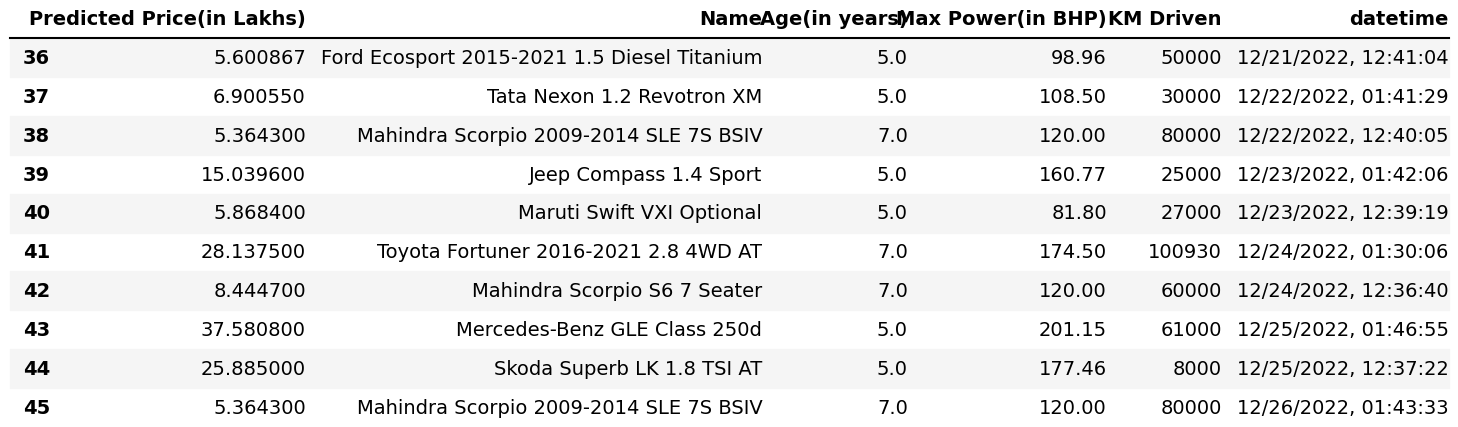 Predicted Price(in Lakhs) Name Age(in years) Max Power(in BHP) KM Driven datetime
36 5.600867 Ford Ecosport 2015-2021 1.5 Diesel Titanium 5.0 98.96 50000 12/21/2022, 12:41:04
37 6.900550 Tata Nexon 1.2 Revotron XM 5.0 108.50 30000 12/22/2022, 01:41:29
38 5.364300 Mahindra Scorpio 2009-2014 SLE 7S BSIV 7.0 120.00 80000 12/22/2022, 12:40:05
39 15.039600 Jeep Compass 1.4 Sport 5.0 160.77 25000 12/23/2022, 01:42:06
40 5.868400 Maruti Swift VXI Optional 5.0 81.80 27000 12/23/2022, 12:39:19
41 28.137500 Toyota Fortuner 2016-2021 2.8 4WD AT 7.0 174.50 100930 12/24/2022, 01:30:06
42 8.444700 Mahindra Scorpio S6 7 Seater 7.0 120.00 60000 12/24/2022, 12:36:40
43 37.580800 Mercedes-Benz GLE Class 250d 5.0 201.15 61000 12/25/2022, 01:46:55
44 25.885000 Skoda Superb LK 1.8 TSI AT 5.0 177.46 8000 12/25/2022, 12:37:22
45 5.364300 Mahindra Scorpio 2009-2014 SLE 7S BSIV 7.0 120.00 80000 12/26/2022, 01:43:33